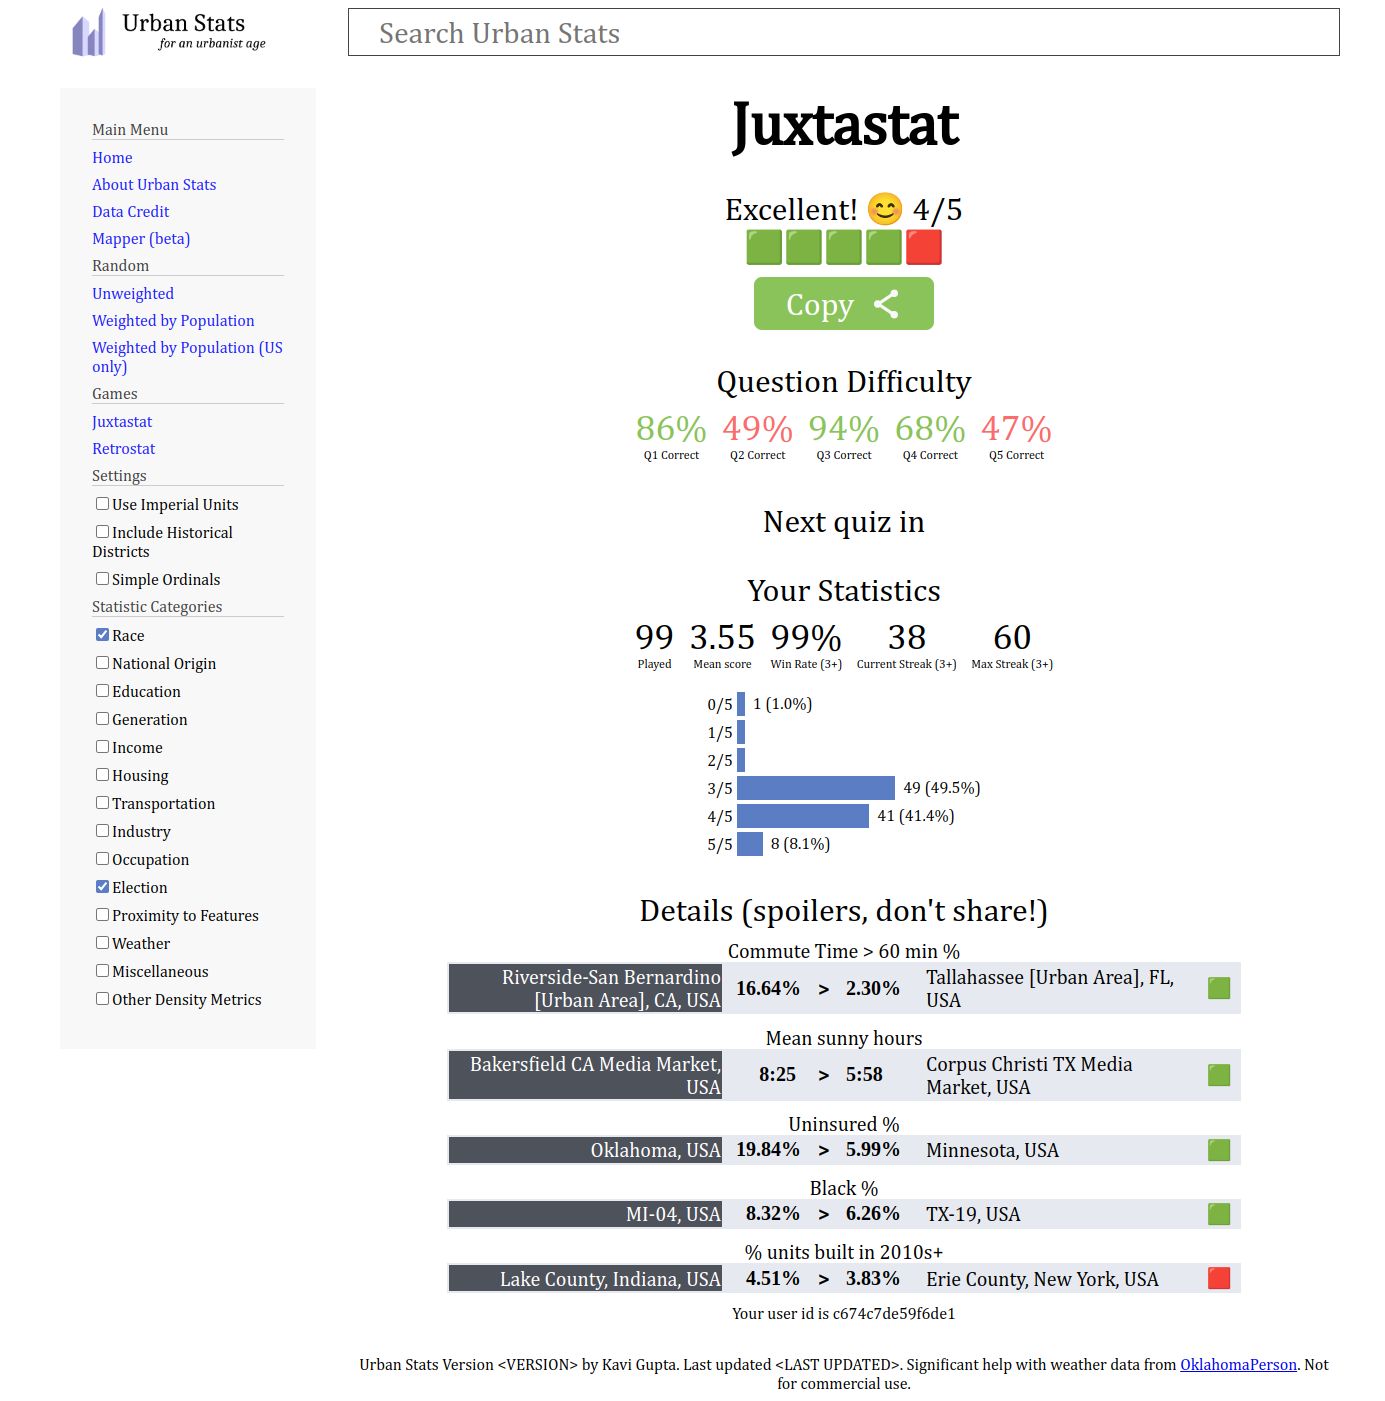 Urban Stats
for an urbanist age
Search Urban Stats
Main Menu
Home
About Urban Stats
Data Credit
Mapper (beta)
Random
Unweighted
Weighted by Population
Weighted by Population (US
only)
Games
Juxtastat
Retrostat
Settings
Use Imperial Units
Include Historical
Districts
Simple Ordinals
Statistic Categories
Race
National Origin
Education
Generation
Income
Housing
Transportation
Industry
Occupation
Election
Proximity to Features
Weather
Miscellaneous
Other Density Metrics
Juxtastat
Excellent! 😊 4/5
🟩🟩🟩🟩🟥
Copy
Question Difficulty
86% 49% 94% 68% 47%
Q1 Correct Q2 Correct Q3 Correct Q4 Correct Q5 Correct
Next quiz in
Your Statistics
99 3.55 99% 38 60
Played Mean score Win Rate (3+) Current Streak (3+) Max Streak (3+)
0/5 1 (1.0%)
1/5
2/5
3/5 49 (49.5%)
4/5 41 (41.4%)
5/5 8 (8.1%)
Details (spoilers, don't share!)
Commute Time > 60 min %
Riverside-San Bernardino
[Urban Area], CA, USA
16.64% > 2.30%
Tallahassee [Urban Area], FL,
USA
🟩
Mean sunny hours
Bakersfield CA Media Market,
USA
8:25 > 5:58
Corpus Christi TX Media
Market, USA
🟩
Uninsured %
Oklahoma, USA 19.84% > 5.99% Minnesota, USA 🟩
Black %
MI-04, USA 8.32% > 6.26% TX-19, USA 🟩
% units built in 2010s+
Lake County, Indiana, USA 4.51% > 3.83% Erie County, New York, USA 🟥
Your user id is c674c7de59f6de1
Urban Stats Version <VERSION> by Kavi Gupta. Last updated <LAST UPDATED>. Significant help with weather data from OklahomaPerson. Not
for commercial use.